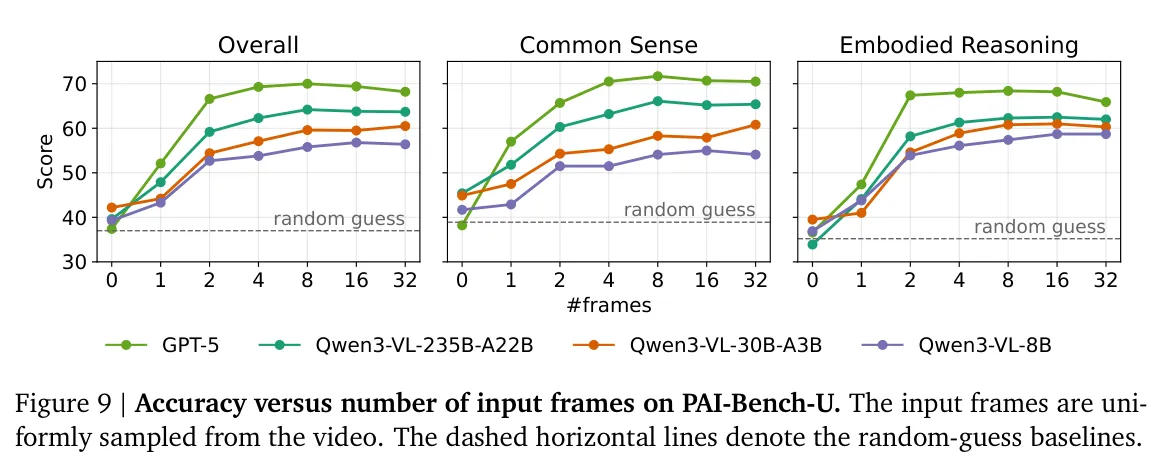 Overall
Common Sense
Embodied Reasoning
Score
70
60
50
40
30
random guess
random guess
random guess
0 1 2 4 8 16 32
0 1 2 4 8 16 32
0 1 2 4 8 16 32
#frames
GPT-5
Qwen3-VL-235B-A22B
Qwen3-VL-30B-A3B
Qwen3-VL-8B
Figure 9 | Accuracy versus number of input frames on PAI-Bench-U. The input frames are uni-
formly sampled from the video. The dashed horizontal lines denote the random-guess baselines.